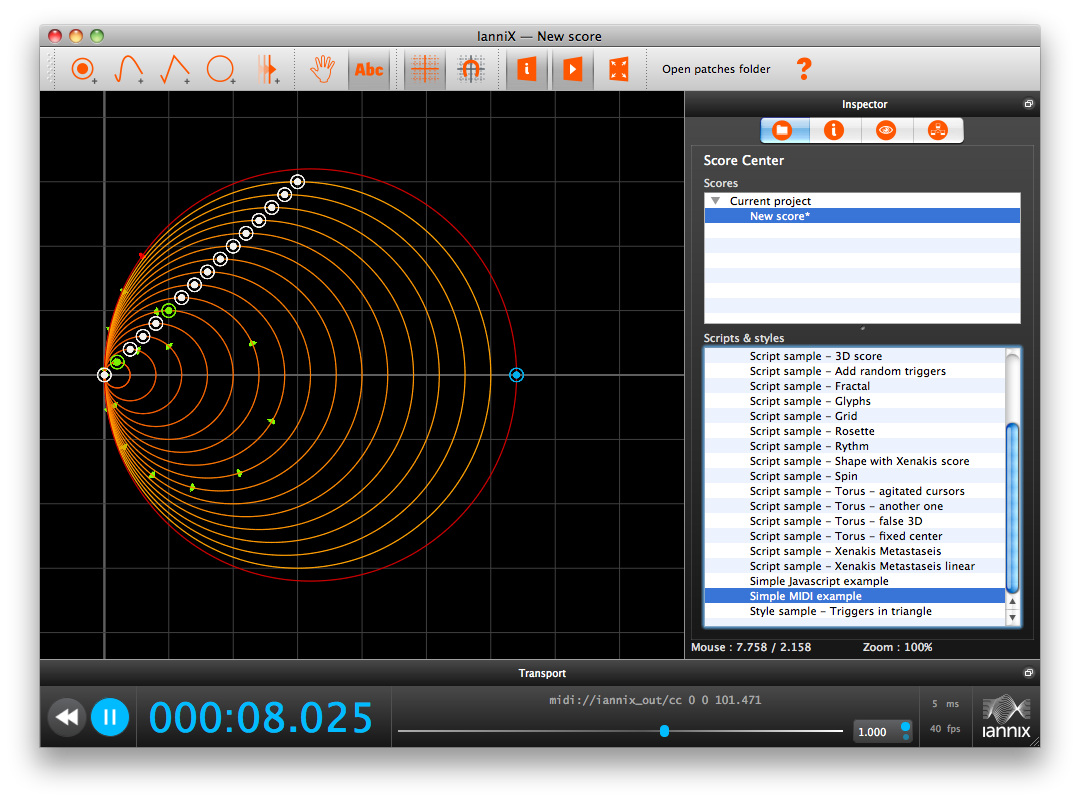 IanniX — New score
Abc
Open patches folder
?
Inspector
Score Center
Scores
Current project
New score*
Scripts & styles
Script sample – 3D score
Script sample – Add random triggers
Script sample – Fractal
Script sample – Glyphs
Script sample – Grid
Script sample – Rosette
Script sample – Rythm
Script sample – Shape with Xenakis score
Script sample – Spin
Script sample – Torus – agitated cursors
Script sample – Torus – another one
Script sample – Torus – false 3D
Script sample – Torus – fixed center
Script sample – Xenakis Metastaseis
Script sample – Xenakis Metastaseis linear
Simple Javascript example
Simple MIDI example
Style sample – Triggers in triangle
Mouse : 7.758 / 2.158 Zoom : 100%
Transport
000:08.025
midi://iannix_out/cc 0 0 101.471
1.000
5 ms
40 fps
iannix